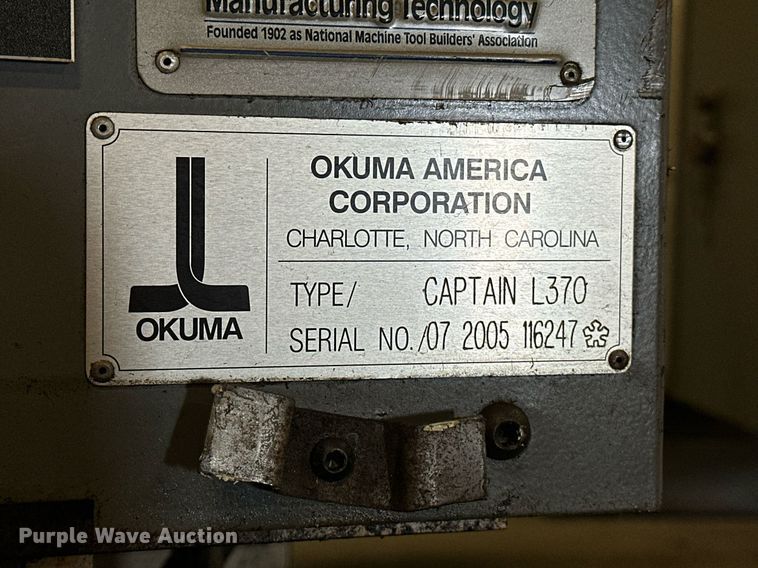 Manufacturing Technology
Founded 1902 as National Machine Tool Builders' Association
OKUMA AMERICA
CORPORATION
CHARLOTTE, NORTH CAROLINA
TYPE/ CAPTAIN L370
SERIAL NO./07 2005 116247
OKUMA
Purple Wave Auction